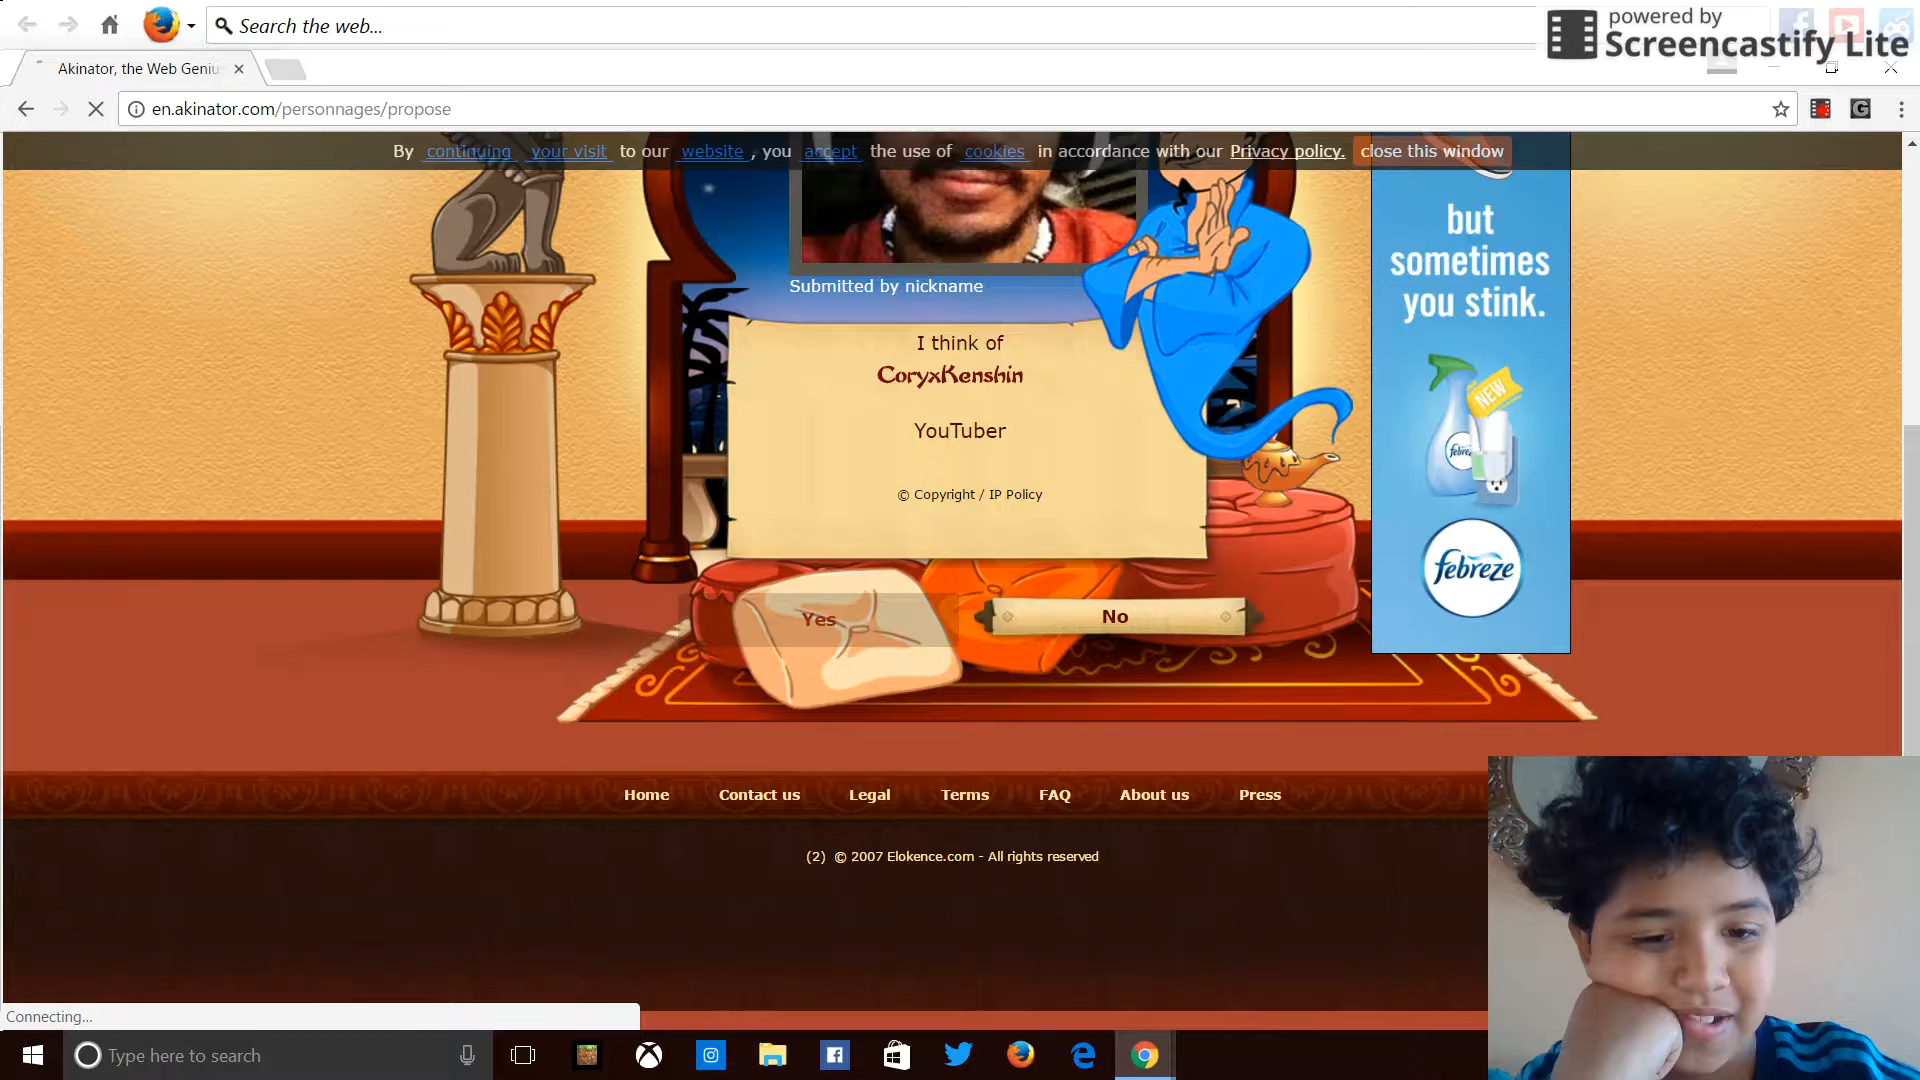 Search the web...
powered by
Screencastify Lite
Akinator, the Web Geniu
en.akinator.com/personnages/propose
By continuing your visit to our website , you accept the use of cookies in accordance with our Privacy policy. close this window
but
sometimes
you stink.
NEW
febreze
Submitted by nickname
I think of
CoryxKenshin
YouTuber
© Copyright / IP Policy
Yes
No
Home Contact us Legal Terms FAQ About us Press
(2) © 2007 Elokence.com - All rights reserved
Connecting...
Type here to search